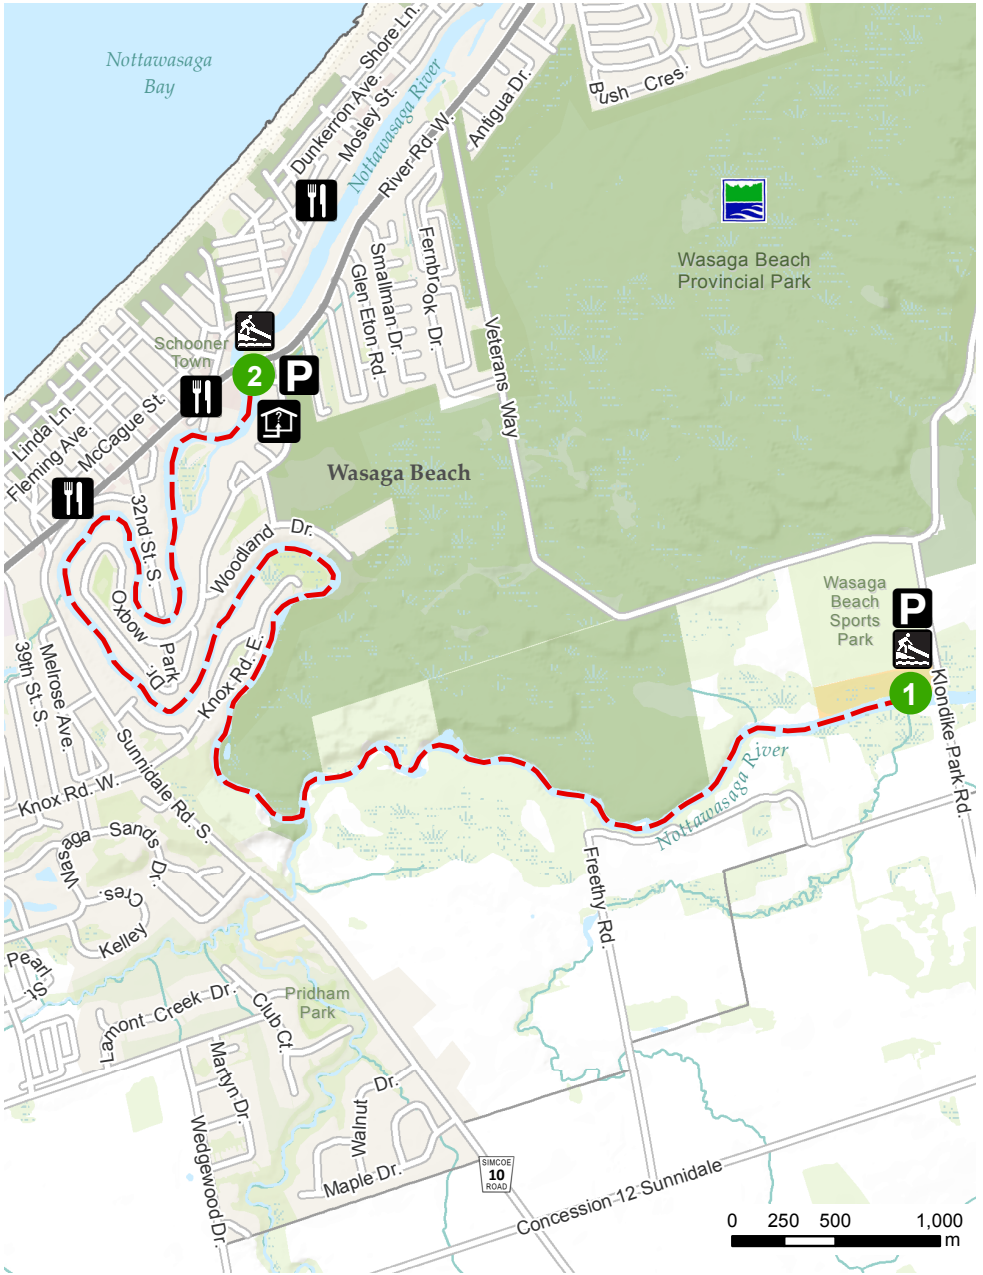 Nottawasaga
Bay
Shore Ln.
Dunkerron Ave.
Mosley St.
Nottawasaga River
River Rd. W.
Antigua Dr.
Bush Cres.
Wasaga Beach
Provincial Park
Fernbrook Dr.
Smallman Dr.
Glen Eton Rd.
Veterans Way
Schooner
Town
2
P
?
Linda Ln.
Fleming Ave.
McCague St.
Wasaga Beach
32nd St. S.
Woodland Dr.
Oxbow
Park
Dr.
Knox Rd. E.
Wasaga
Beach
Sports
Park
P
1
Klondike Park Rd.
39th St. S.
Melrose Ave.
Sunnidale Rd. S.
Knox Rd. W.
Nottawasaga River
Wasaga Sands Dr.
Freethy Rd.
Kelley Cres.
Pearl
St.
Lamont Creek Dr.
Club Ct.
Pridham
Park
Martyn Dr.
Wedgewood Dr.
Walnut Dr.
Maple Dr.
SIMCOE
10
ROAD
Concession 12 Sunnidale
0 250 500 1,000
m